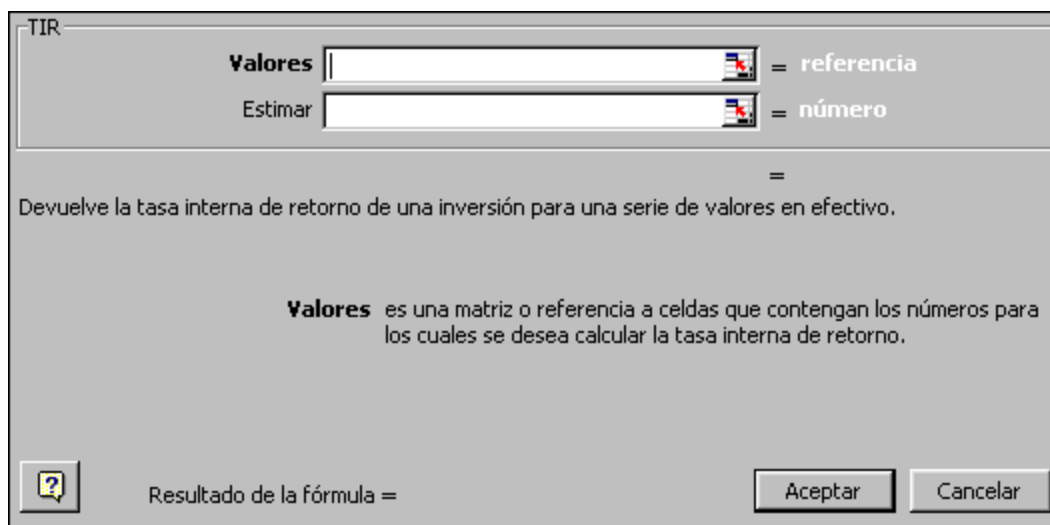 TIR
Valores = referencia
Estimar = número
=
Devuelve la tasa interna de retorno de una inversión para una serie de valores en efectivo.
Valores es una matriz o referencia a celdas que contengan los números para
los cuales se desea calcular la tasa interna de retorno.
?
Resultado de la fórmula =
Aceptar Cancelar